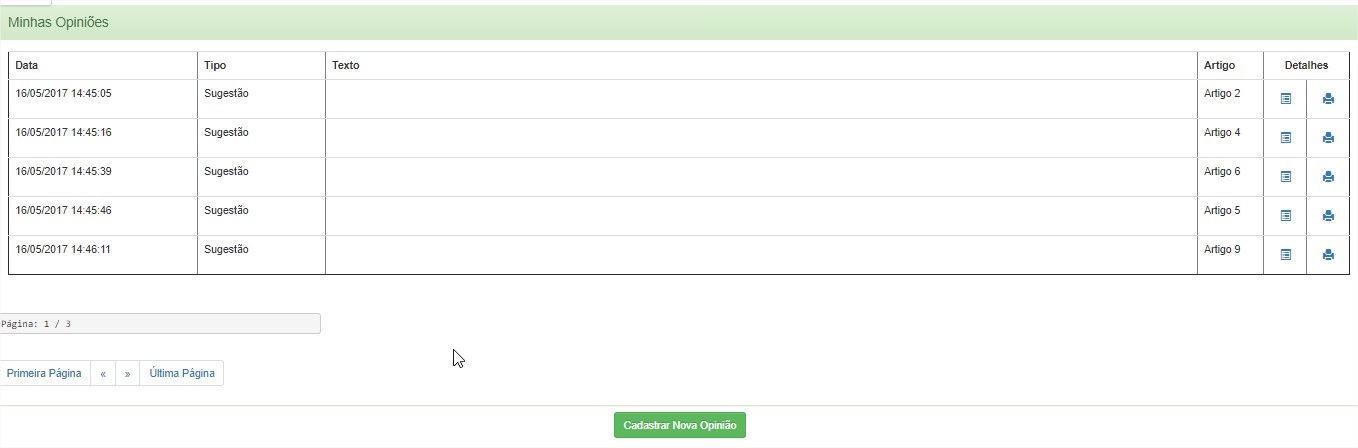 Minhas Opiniões
Data Tipo Texto Artigo Detalhes
16/05/2017 14:45:05 Sugestão Artigo 2
16/05/2017 14:45:16 Sugestão Artigo 4
16/05/2017 14:45:39 Sugestão Artigo 6
16/05/2017 14:45:46 Sugestão Artigo 5
16/05/2017 14:46:11 Sugestão Artigo 9
Página: 1 / 3
Primeira Página « » Última Página
Cadastrar Nova Opinião